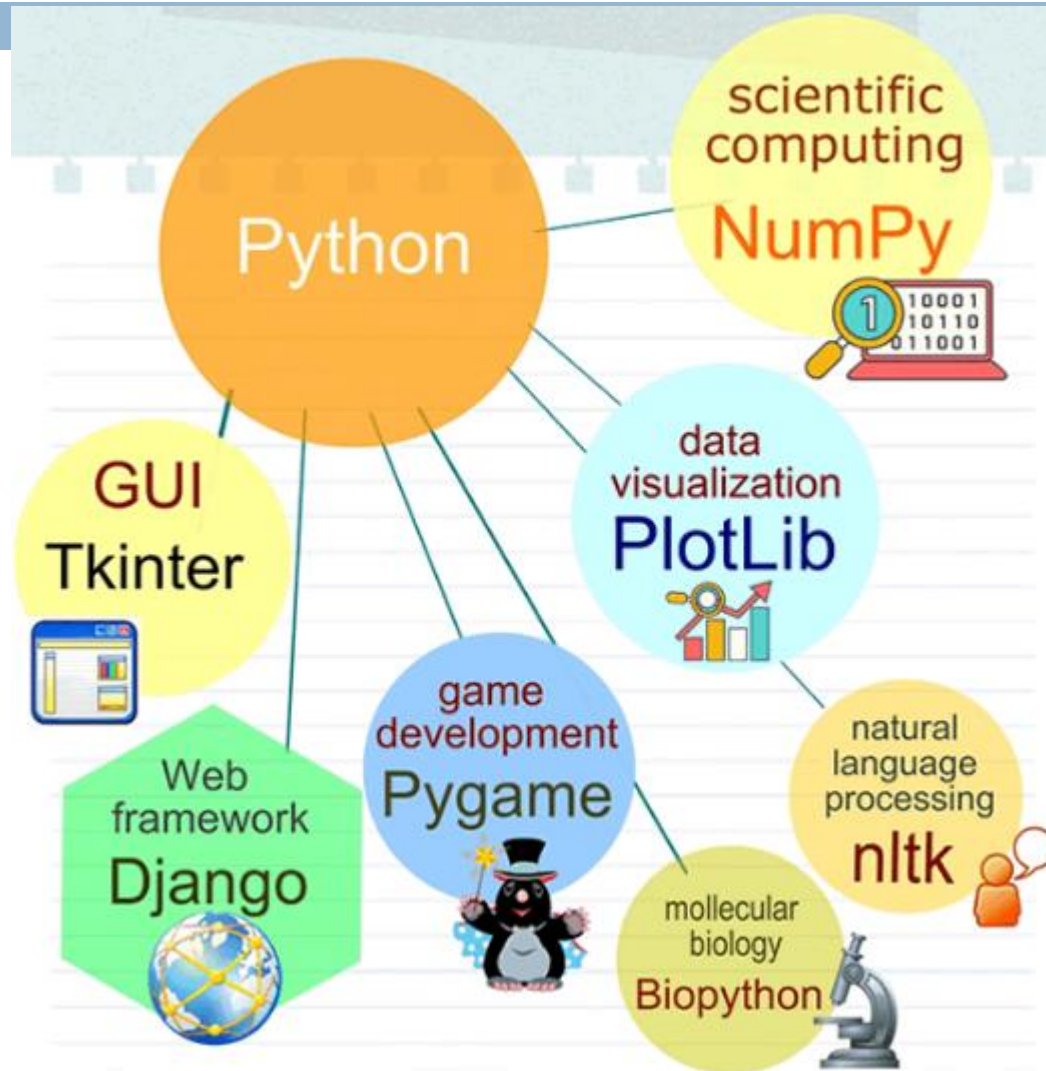 Python
scientific
computing
NumPy
1
10001
10110
011001
data
visualization
PlotLib
GUI
Tkinter
game
development
Pygame
natural
language
processing
nltk
Web
framework
Django
mollecular
biology
Biopython